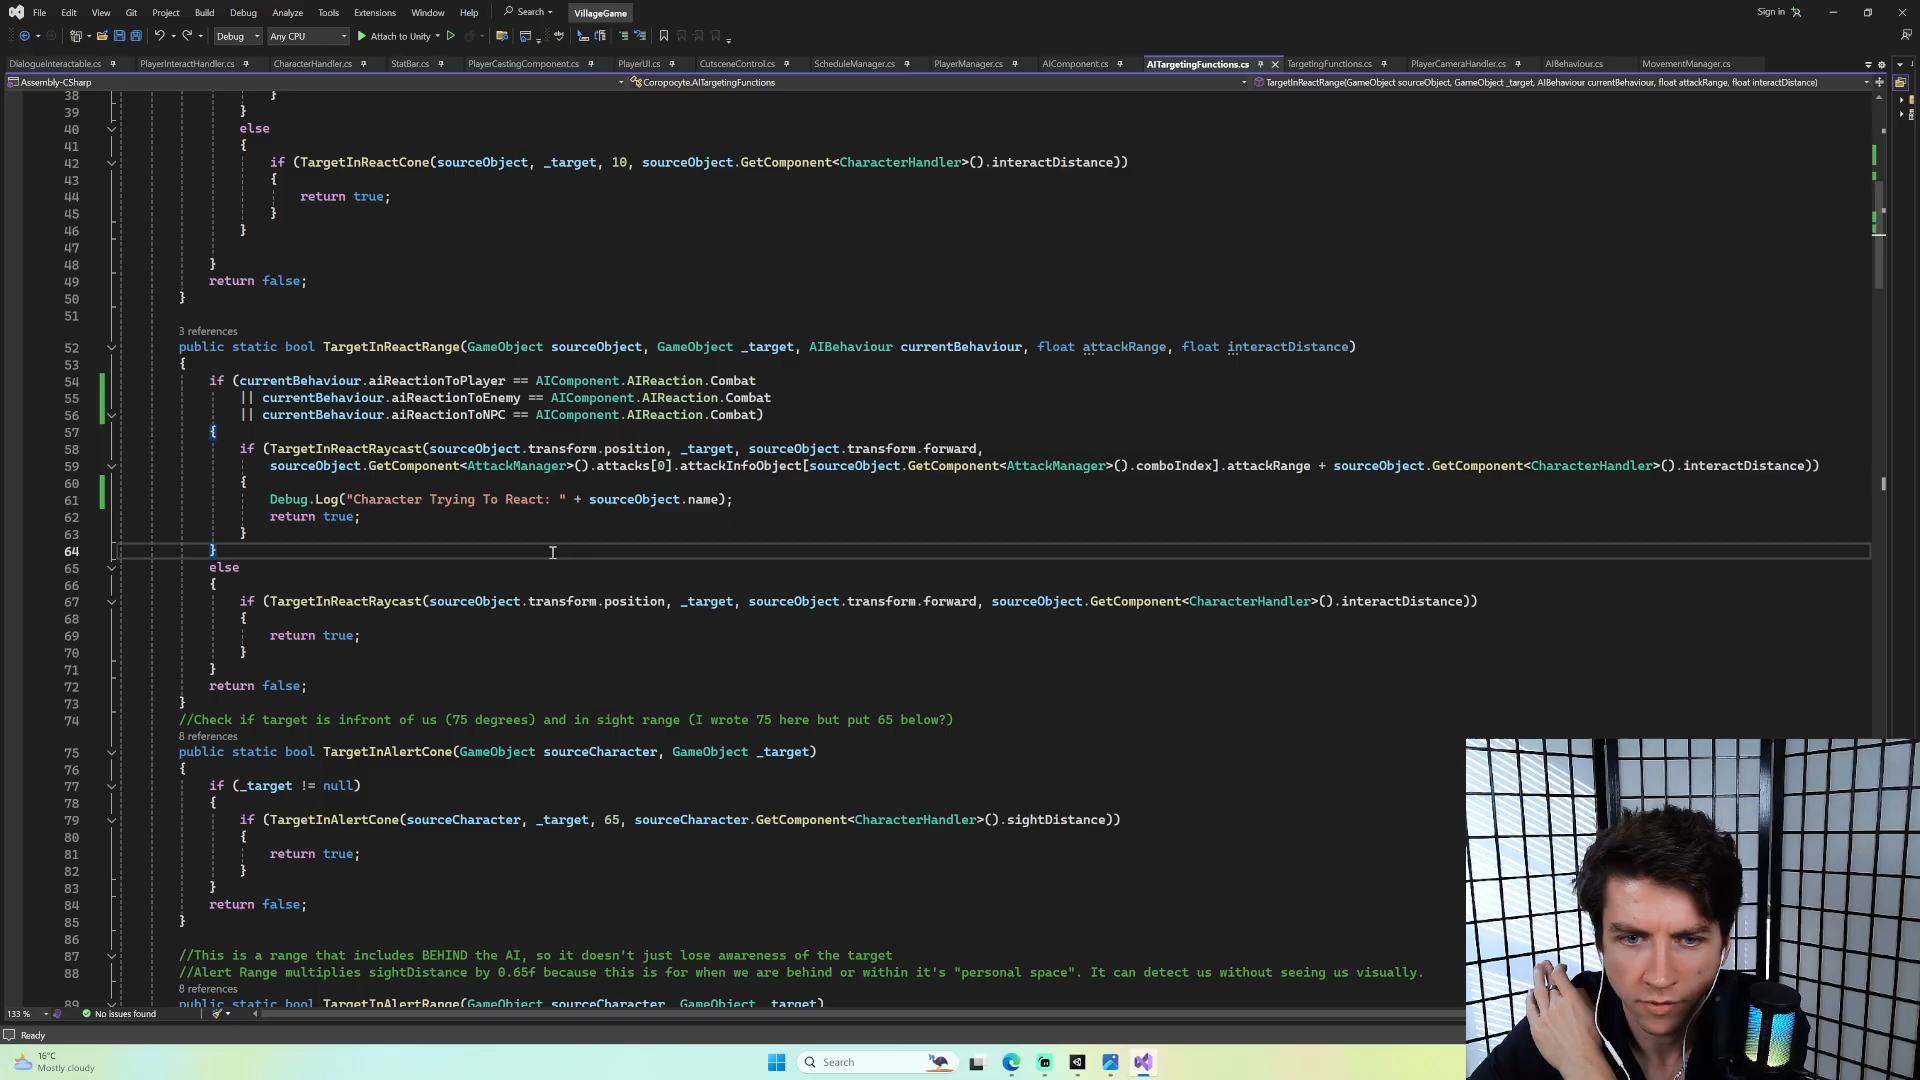 File Edit View Git Project Build Debug Analyze Tools Extensions Window Help Search VillageGame Sign in
Debug Any CPU Attach to Unity
DialogueInteractable.cs PlayerInteractHandler.cs CharacterHandler.cs StatBar.cs PlayerCastingComponent.cs PlayerUI.cs CutsceneControl.cs ScheduleManager.cs PlayerManager.cs AIComponent.cs AITargetingFunctions.cs TargetingFunctions.cs PlayerCameraHandler.cs AIBehaviour.cs MovementManager.cs
Assembly-CSharp Coropocyte.AITargetingFunctions TargetInReactRange(GameObject sourceObject, GameObject _target, AIBehaviour currentBehaviour, float attackRange, float interactDistance)
38 }
39 }
40 else
41 {
42 if (TargetInReactCone(sourceObject, _target, 10, sourceObject.GetComponent<CharacterHandler>().interactDistance))
43 {
44 return true;
45 }
46 }
47
48 }
49 return false;
50 }
51
3 references
52 public static bool TargetInReactRange(GameObject sourceObject, GameObject _target, AIBehaviour currentBehaviour, float attackRange, float interactDistance)
53 {
54 if (currentBehaviour.aiReactionToPlayer == AIComponent.AIReaction.Combat
55 || currentBehaviour.aiReactionToEnemy == AIComponent.AIReaction.Combat
56 || currentBehaviour.aiReactionToNPC == AIComponent.AIReaction.Combat)
57 {
58 if (TargetInReactRaycast(sourceObject.transform.position, _target, sourceObject.transform.forward,
59 sourceObject.GetComponent<AttackManager>().attacks[0].attackInfoObject[sourceObject.GetComponent<AttackManager>().comboIndex].attackRange + sourceObject.GetComponent<CharacterHandler>().interactDistance))
60 {
61 Debug.Log("Character Trying To React: " + sourceObject.name);
62 return true;
63 }
64 }
65 else
66 {
67 if (TargetInReactRaycast(sourceObject.transform.position, _target, sourceObject.transform.forward, sourceObject.GetComponent<CharacterHandler>().interactDistance))
68 {
69 return true;
70 }
71 }
72 return false;
73 }
74 //Check if target is infront of us (75 degrees) and in sight range (I wrote 75 here but put 65 below?)
8 references
75 public static bool TargetInAlertCone(GameObject sourceCharacter, GameObject _target)
76 {
77 if (_target != null)
78 {
79 if (TargetInAlertCone(sourceCharacter, _target, 65, sourceCharacter.GetComponent<CharacterHandler>().sightDistance))
80 {
81 return true;
82 }
83 }
84 return false;
85 }
86
87 //This is a range that includes BEHIND the AI, so it doesn't just lose awareness of the target
88 //Alert Range multiplies sightDistance by 0.65f because this is for when we are behind or within it's "personal space". It can detect us without seeing us visually.
8 references
89 public static bool TargetInAlertRange(GameObject sourceCharacter, GameObject _target)
133 % No issues found
Ready
16°C
Mostly cloudy
Search